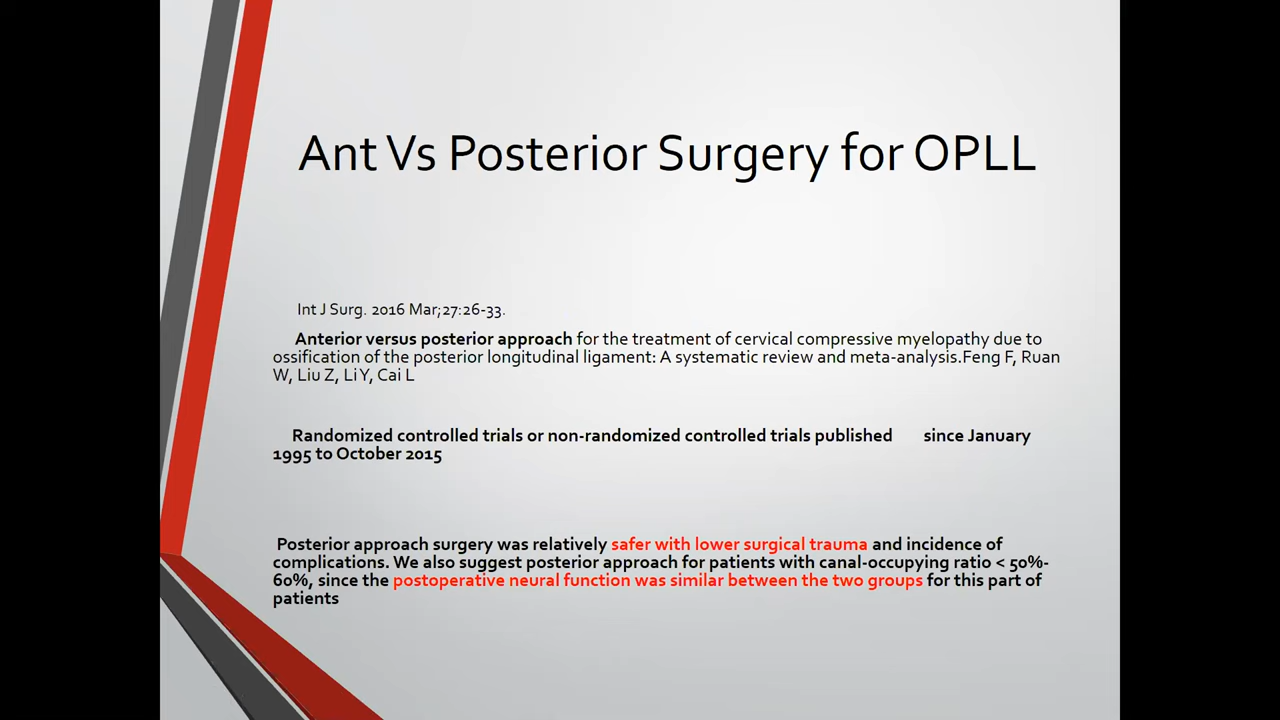 Ant Vs Posterior Surgery for OPLL
Int J Surg. 2016 Mar;27:26-33.
Anterior versus posterior approach for the treatment of cervical compressive myelopathy due to
ossification of the posterior longitudinal ligament: A systematic review and meta-analysis.Feng F, Ruan
W, Liu Z, Li Y, Cai L
Randomized controlled trials or non-randomized controlled trials published since January
1995 to October 2015
Posterior approach surgery was relatively safer with lower surgical trauma and incidence of
complications. We also suggest posterior approach for patients with canal-occupying ratio < 50%-
60%, since the postoperative neural function was similar between the two groups for this part of
patients